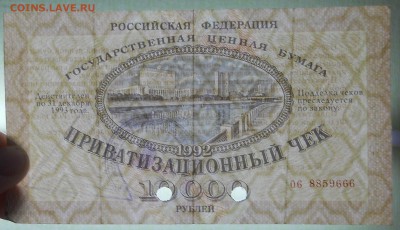 COINS.LAVE.RU
РОССИЙСКАЯ ФЕДЕРАЦИЯ
ГОСУДАРСТВЕННАЯ ЦЕННАЯ БУМАГА
Действителен
по 31 декабря
1993 года.
Подделка чеков
преследуется
по закону.
1992
ПРИВАТИЗАЦИОННЫЙ ЧЕК
10000
РУБЛЕЙ
06 8859666